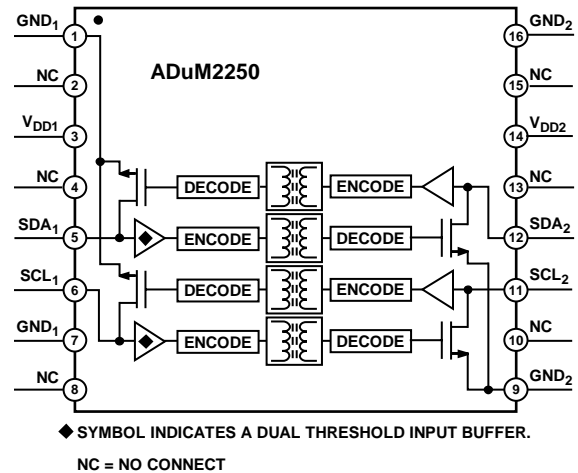 GND1
1
16
GND2
NC
2
ADuM2250
15
NC
VDD1
3
14
VDD2
NC
4
DECODE
ENCODE
13
NC
SDA1
5
ENCODE
DECODE
12
SDA2
SCL1
6
DECODE
ENCODE
11
SCL2
GND1
7
ENCODE
DECODE
10
NC
NC
8
9
GND2
◆ SYMBOL INDICATES A DUAL THRESHOLD INPUT BUFFER.
NC = NO CONNECT